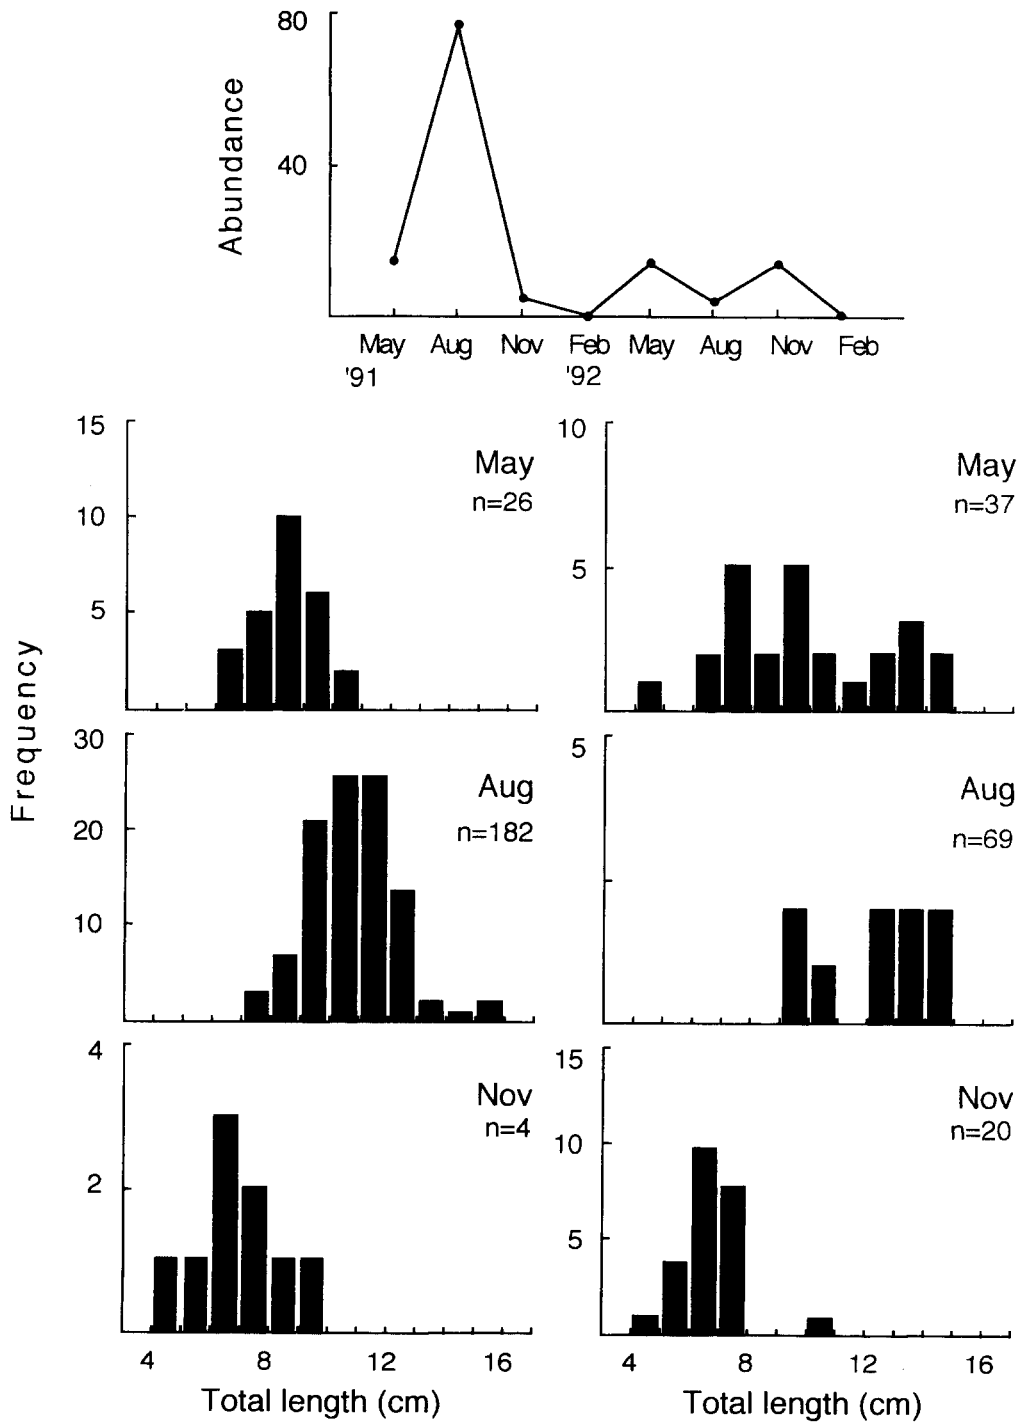 80
40
Abundance
May Aug Nov Feb May Aug Nov Feb
'91 '92
15
10
5
May
n=26
10
5
May
n=37
Frequency
30
20
10
Aug
n=182
5
Aug
n=69
4
2
Nov
n=4
15
10
5
Nov
n=20
4 8 12 16
Total length (cm)
4 8 12 16
Total length (cm)